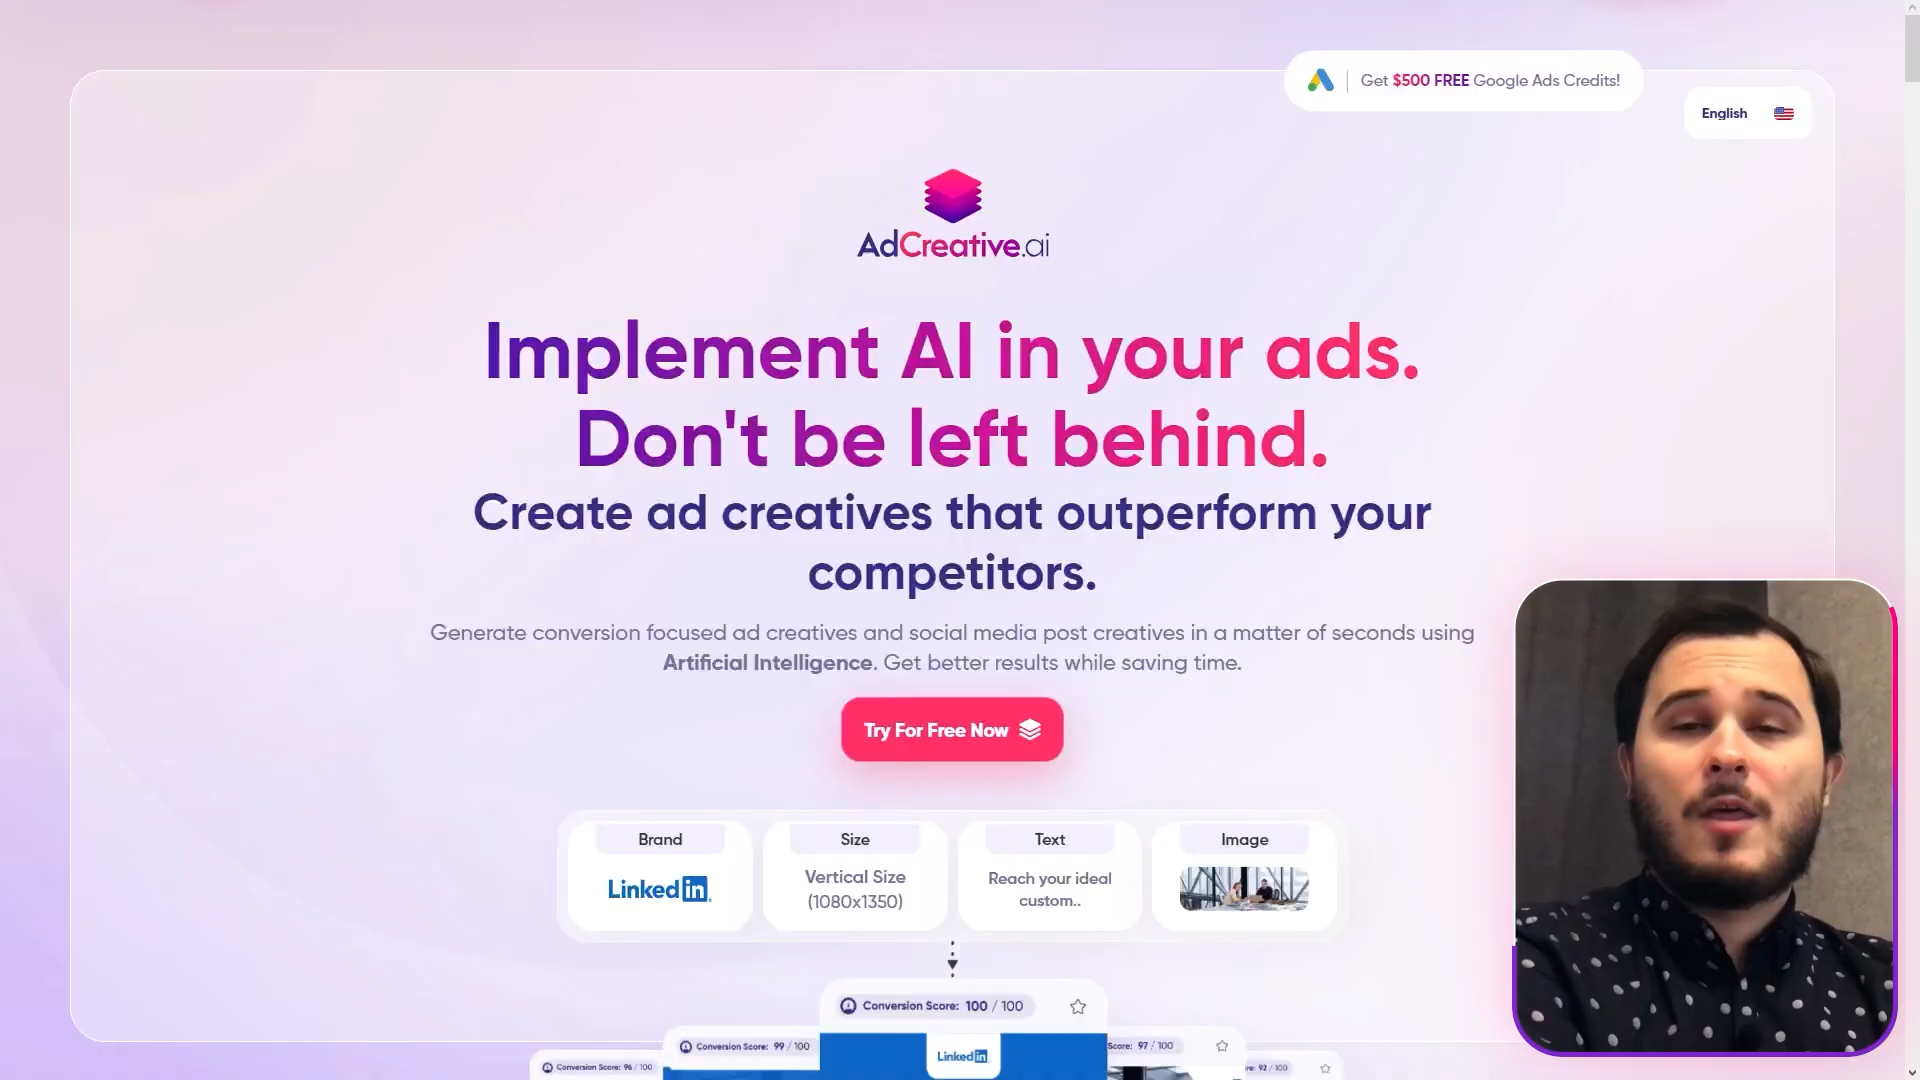 Get $500 FREE Google Ads Credits!
English
AdCreative.ai
Implement AI in your ads.
Don't be left behind.
Create ad creatives that outperform your
competitors.
Generate conversion focused ad creatives and social media post creatives in a matter of seconds using
Artificial Intelligence. Get better results while saving time.
Try For Free Now
Brand
Size
Text
Image
LinkedIn
Vertical Size
(1080x1350)
Reach your ideal
custom..
Conversion Score: 100 / 100
Conversion Score: 99 / 100
Score: 97 / 100
LinkedIn
Conversion Score: 96 / 100
re: 92 / 100